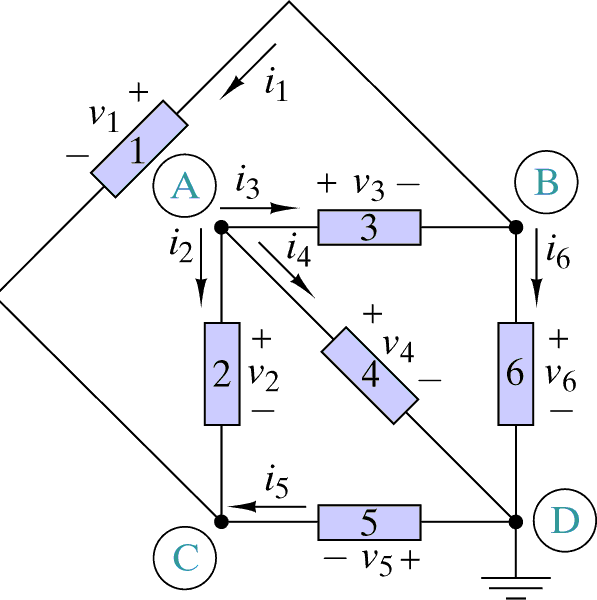 i1
+
v1
−
1
A
B
i3
+ v3 −
3
i2
i4
i6
+
v4
−
4
+
v2
−
2
+
v6
−
6
i5
5
− v5 +
C
D